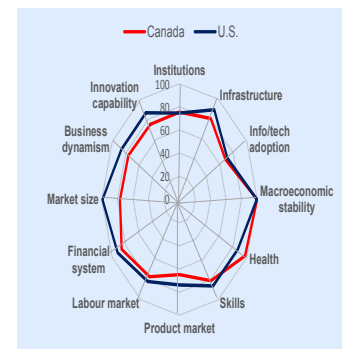 Canada U.S.
Institutions
100
80
60
40
20
0
Infrastructure
Info/tech
adoption
Macroeconomic
stability
Health
Skills
Product market
Labour market
Financial
system
Market size
Business
dynamism
Innovation
capability